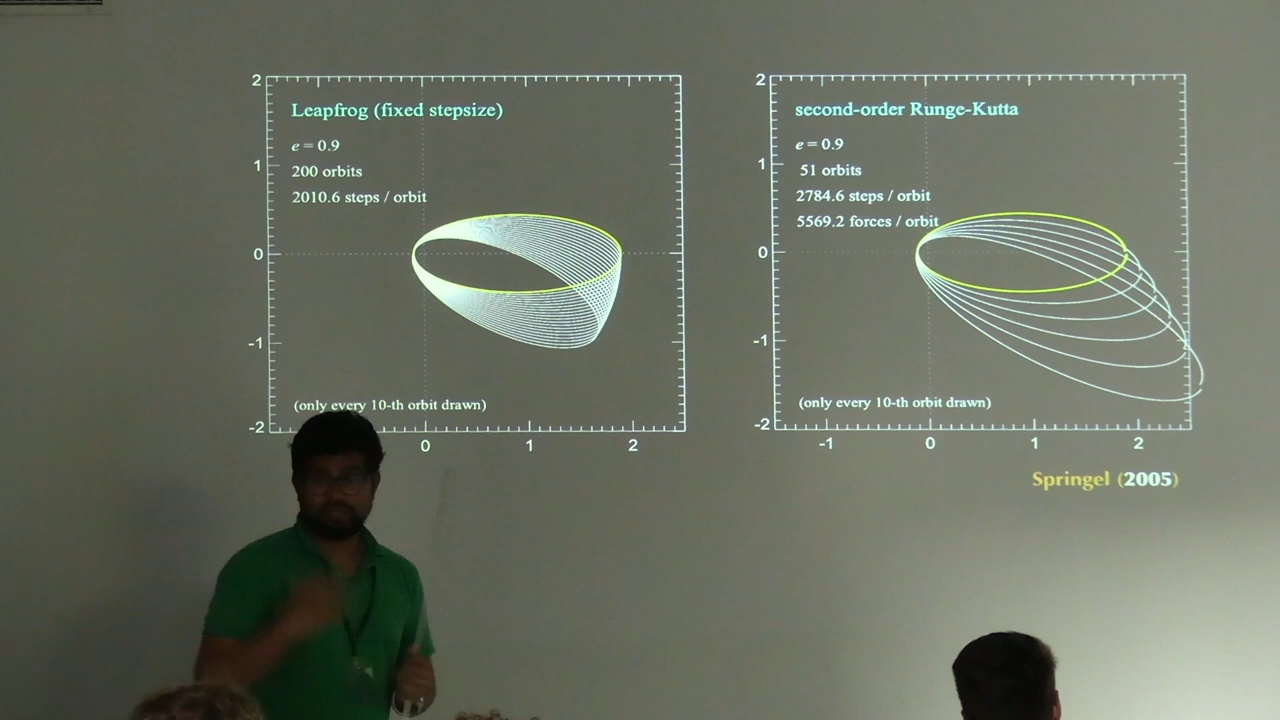 2
Leapfrog (fixed stepsize)
e = 0.9
1
200 orbits
2010.6 steps / orbit
0
-1
(only every 10-th orbit drawn)
-2
0 1 2
2
second-order Runge-Kutta
e = 0.9
1
51 orbits
2784.6 steps / orbit
5569.2 forces / orbit
0
-1
(only every 10-th orbit drawn)
-2
-1 0 1 2
Springel (2005)